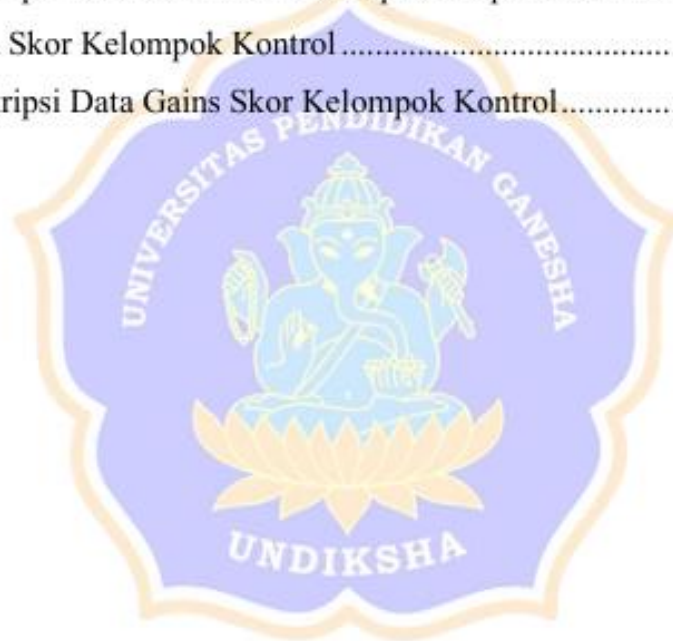 Skor Kelompok Kontrol ........................................
ripsi Data Gains Skor Kelompok Kontrol .............
UNIVERSITAS PENDIDIKAN GANESHA
UNDIKSHA